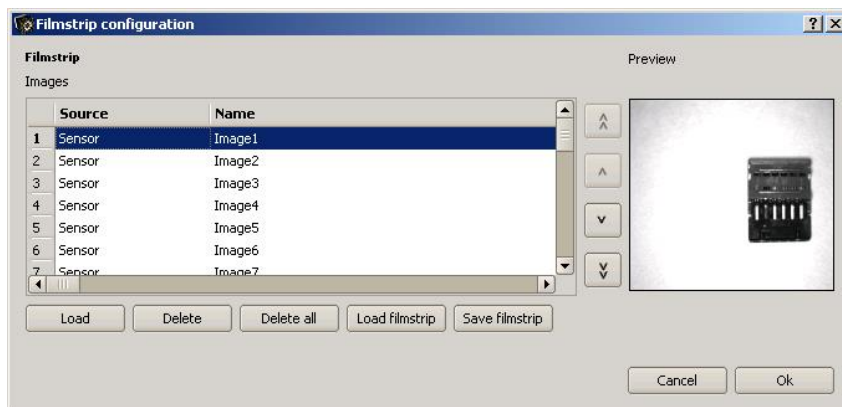 Filmstrip configuration
Filmstrip
Preview
Images
Source Name
1 Sensor Image1
2 Sensor Image2
3 Sensor Image3
4 Sensor Image4
5 Sensor Image5
6 Sensor Image6
7 Sensor Image7
Load Delete Delete all Load filmstrip Save filmstrip
Cancel Ok